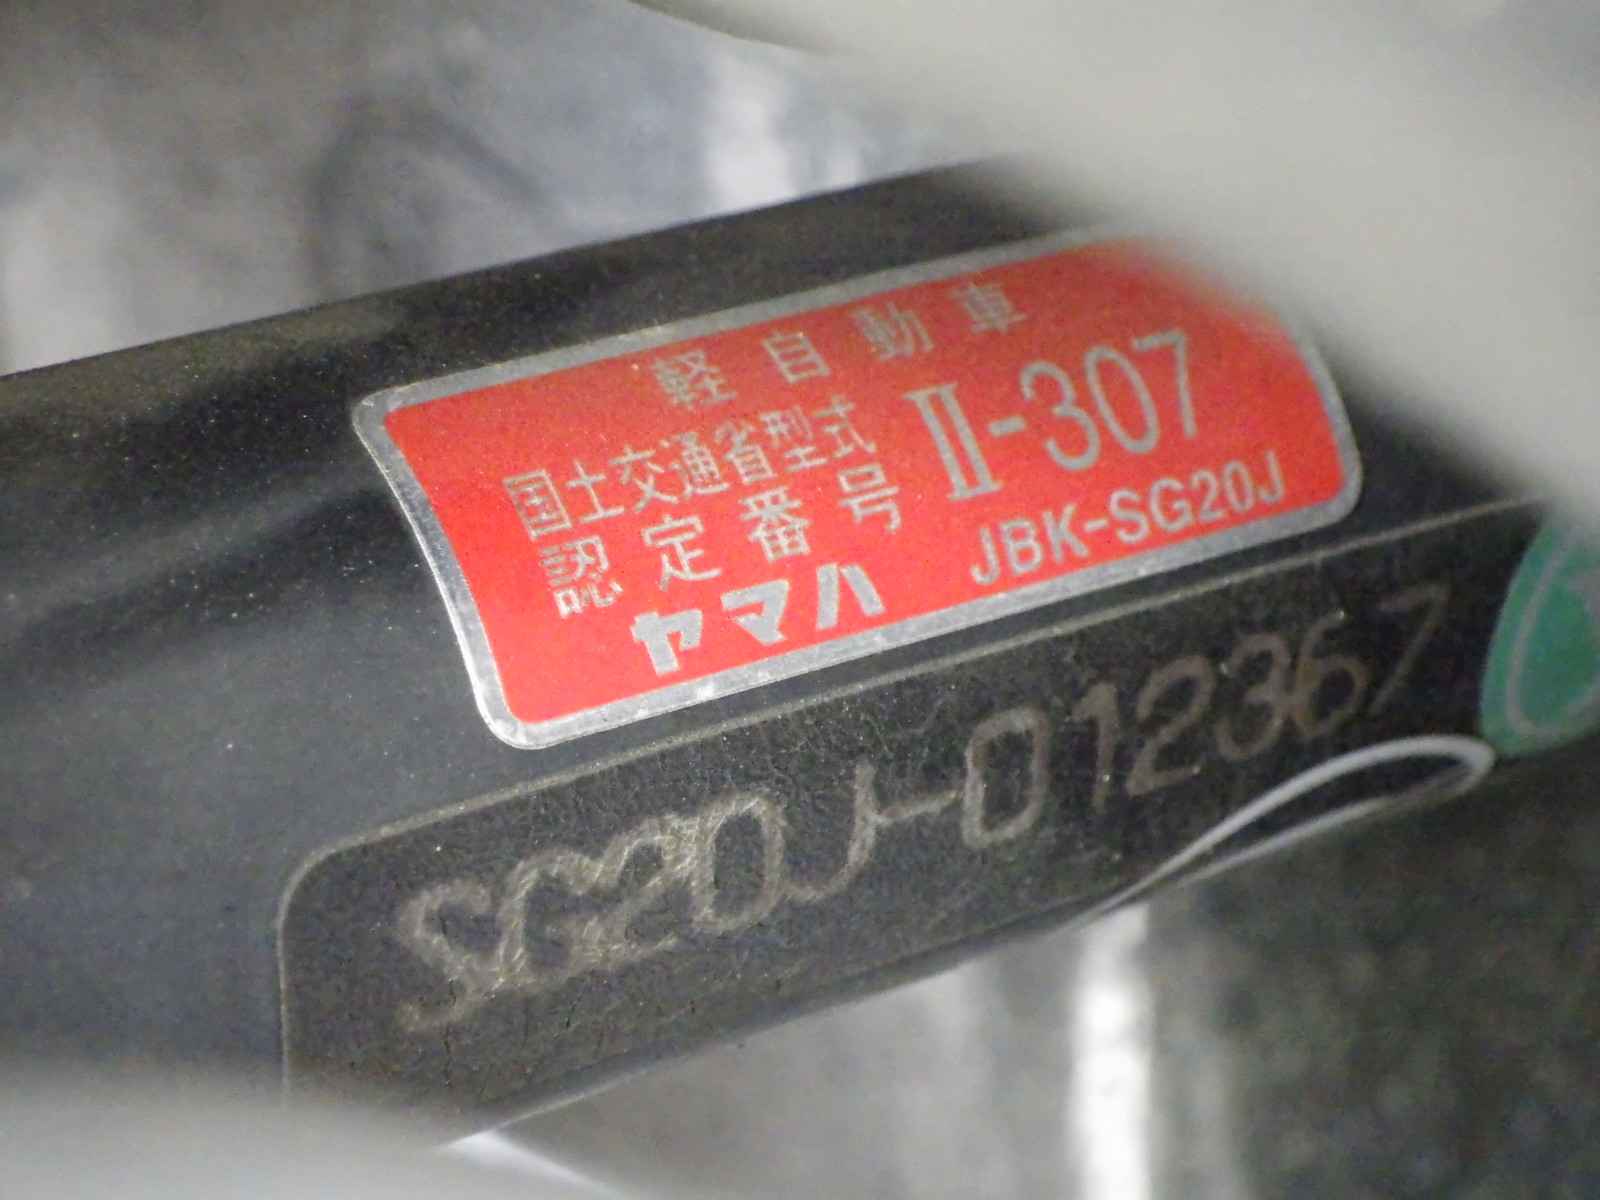 軽自動車
国土交通省型式
認定番号
II-307
ヤマハ
JBK-SG20J
SG20J-012367